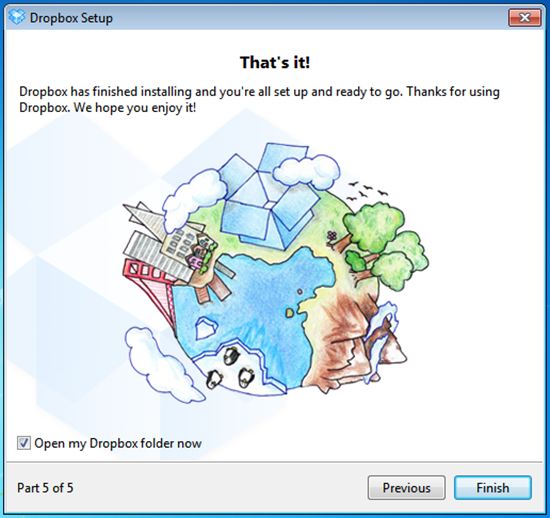 Dropbox Setup
That's it!
Dropbox has finished installing and you're all set up and ready to go. Thanks for using
Dropbox. We hope you enjoy it!
Open my Dropbox folder now
Part 5 of 5
Previous
Finish